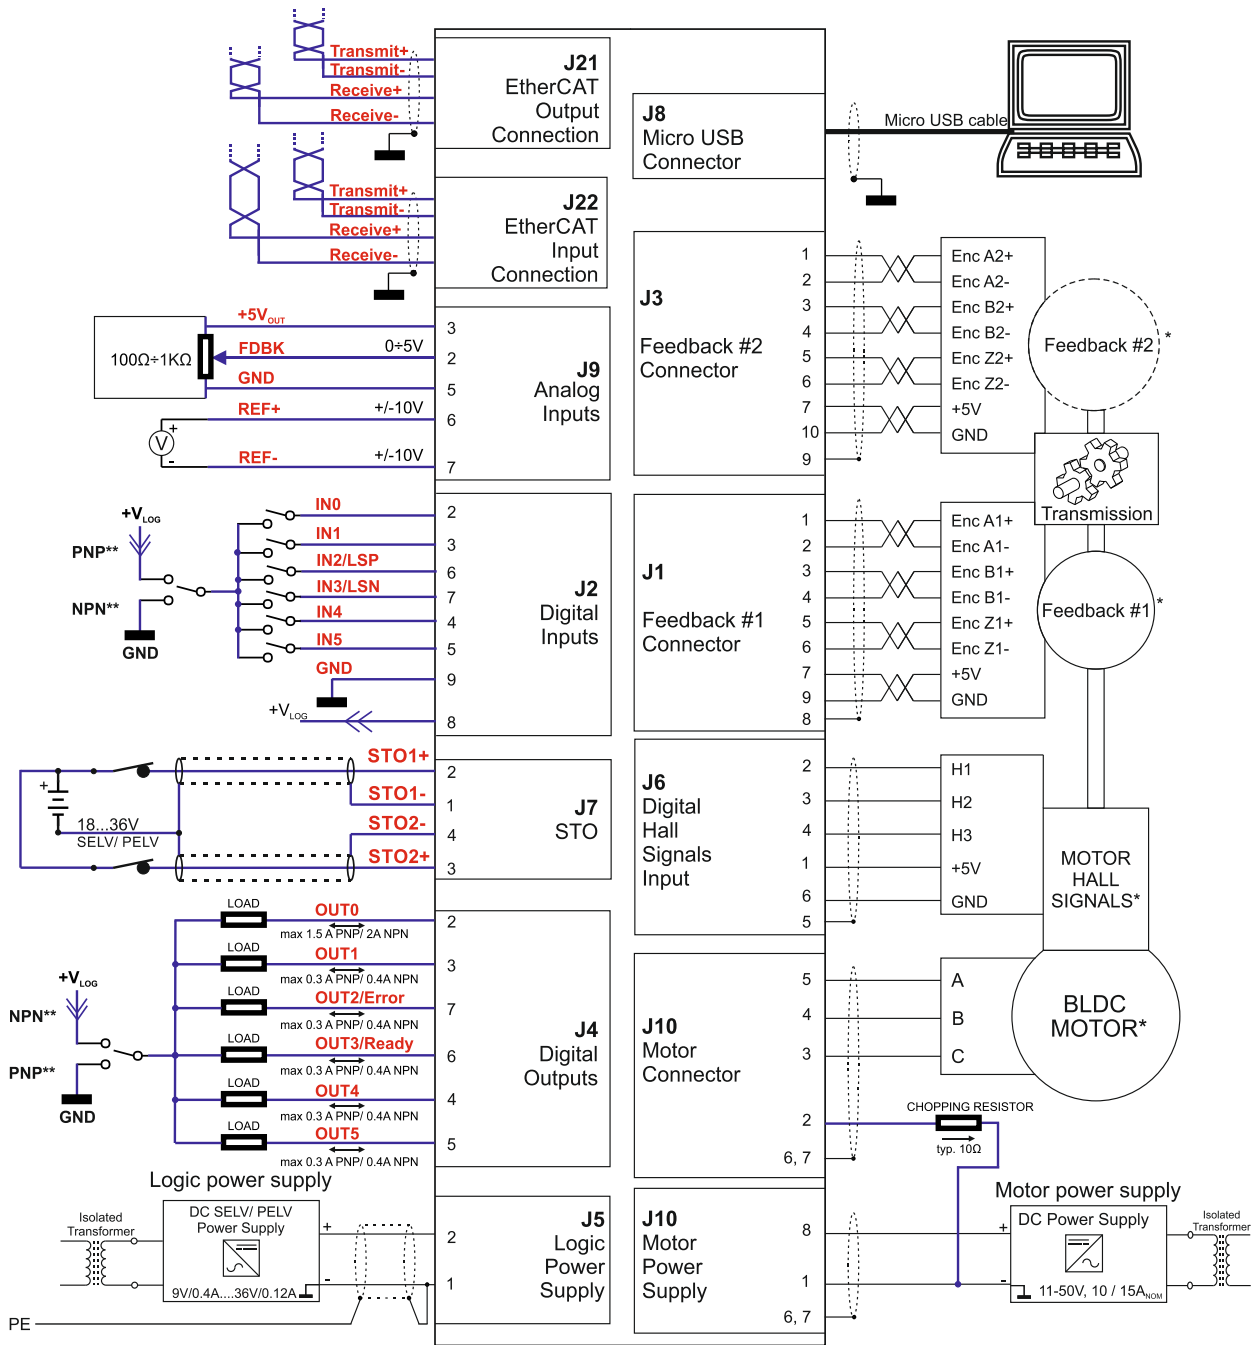 Transmit+
Transmit-
Receive+
Receive-
J21
EtherCAT
Output
Connection
Transmit+
Transmit-
Receive+
Receive-
J22
EtherCAT
Input
Connection
J8
Micro USB
Connector
Micro USB cable
+5V OUT
3
100Ω÷1KΩ
FDBK
0÷5V
2
GND
5
REF+
+/-10V
6
V
+
-
REF-
+/-10V
7
J9
Analog
Inputs
J3
Feedback #2
Connector
1
2
3
4
5
6
7
10
9
Enc A2+
Enc A2-
Enc B2+
Enc B2-
Enc Z2+
Enc Z2-
+5V
GND
Feedback #2
*
Transmission
+V LOG
PNP**
NPN**
GND
IN0
2
IN1
3
IN2/LSP
6
IN3/LSN
7
IN4
4
IN5
5
GND
9
+V LOG
8
J2
Digital
Inputs
J1
Feedback #1
Connector
1
2
3
4
5
6
7
9
8
Enc A1+
Enc A1-
Enc B1+
Enc B1-
Enc Z1+
Enc Z1-
+5V
GND
Feedback #1
*
STO1+
2
STO1-
1
STO2-
4
STO2+
3
+
18...36V
SELV/ PELV
J7
STO
J6
Digital
Hall
Signals
Input
2
3
4
1
6
5
H1
H2
H3
+5V
GND
MOTOR
HALL
SIGNALS*
LOAD
OUT0
max 1.5 A PNP/ 2A NPN
2
LOAD
OUT1
max 0.3 A PNP/ 0.4A NPN
3
LOAD
OUT2/Error
max 0.3 A PNP/ 0.4A NPN
7
LOAD
OUT3/Ready
max 0.3 A PNP/ 0.4A NPN
6
LOAD
OUT4
max 0.3 A PNP/ 0.4A NPN
4
LOAD
OUT5
max 0.3 A PNP/ 0.4A NPN
5
+V LOG
NPN**
PNP**
GND
J4
Digital
Outputs
J10
Motor
Connector
5
4
3
2
6, 7
A
B
C
BLDC
MOTOR*
CHOPPING RESISTOR
typ. 10Ω
Logic power supply
Isolated
Transformer
DC SELV/ PELV
Power Supply
9V/0.4A....36V/0.12A
+
-
PE
2
1
J5
Logic
Power
Supply
J10
Motor
Power
Supply
8
1
6, 7
Motor power supply
+
-
DC Power Supply
11-50V, 10 / 15A NOM
Isolated
Transformer